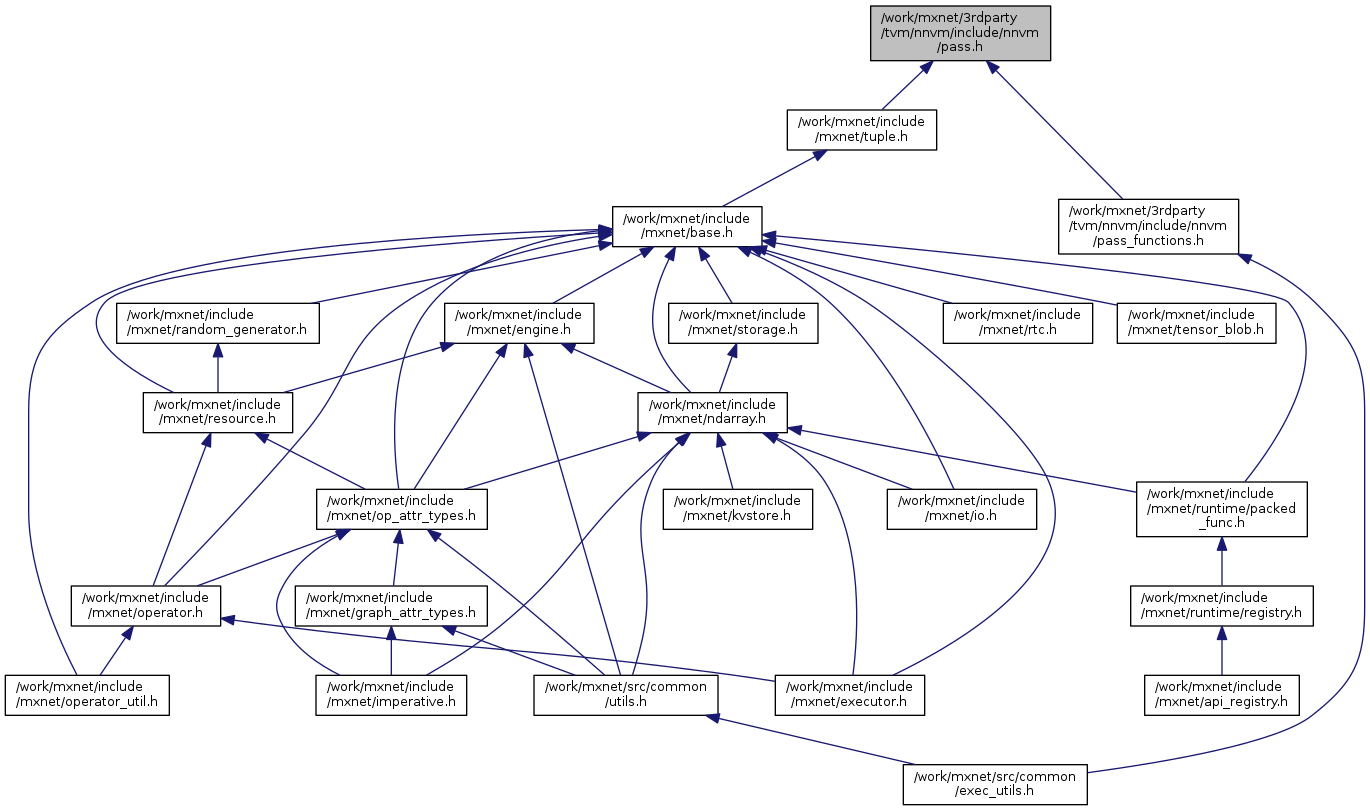 /work/mxnet/3rdparty
/tvm/nnvm/include/nnvm
/pass.h
/work/mxnet/include
/mxnet/tuple.h
/work/mxnet/3rdparty
/tvm/nnvm/include/nnvm
/pass_functions.h
/work/mxnet/include
/mxnet/base.h
/work/mxnet/include
/mxnet/random_generator.h
/work/mxnet/include
/mxnet/engine.h
/work/mxnet/include
/mxnet/storage.h
/work/mxnet/include
/mxnet/rtc.h
/work/mxnet/include
/mxnet/tensor_blob.h
/work/mxnet/include
/mxnet/resource.h
/work/mxnet/include
/mxnet/ndarray.h
/work/mxnet/include
/mxnet/op_attr_types.h
/work/mxnet/include
/mxnet/kvstore.h
/work/mxnet/include
/mxnet/io.h
/work/mxnet/include
/mxnet/runtime/packed
_func.h
/work/mxnet/include
/mxnet/operator.h
/work/mxnet/include
/mxnet/graph_attr_types.h
/work/mxnet/include
/mxnet/runtime/registry.h
/work/mxnet/include
/mxnet/operator_util.h
/work/mxnet/include
/mxnet/imperative.h
/work/mxnet/src/common
/utils.h
/work/mxnet/include
/mxnet/executor.h
/work/mxnet/include
/mxnet/api_registry.h
/work/mxnet/src/common
/exec_utils.h